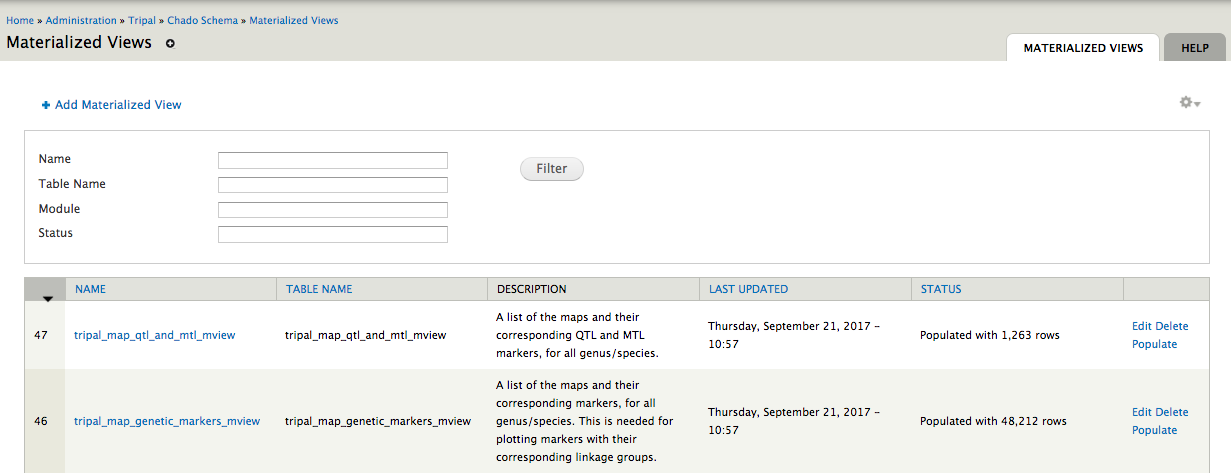 Home » Administration » Tripal » Chado Schema » Materialized Views
Materialized Views
MATERIALIZED VIEWS
HELP
Add Materialized View
Name
Filter
Table Name
Module
Status
NAME TABLE NAME DESCRIPTION LAST UPDATED STATUS
47
tripal_map_qtl_and_mtl_mview
tripal_map_qtl_and_mtl_mview
A list of the maps and their
corresponding QTL and MTL
markers, for all genus/species.
Thursday, September 21, 2017 -
10:57
Populated with 1,263 rows
Edit Delete
Populate
46
tripal_map_genetic_markers_mview
tripal_map_genetic_markers_mview
A list of the maps and their
corresponding markers, for all
genus/species. This is needed for
plotting markers with their
corresponding linkage groups.
Thursday, September 21, 2017 -
10:57
Populated with 48,212 rows
Edit Delete
Populate